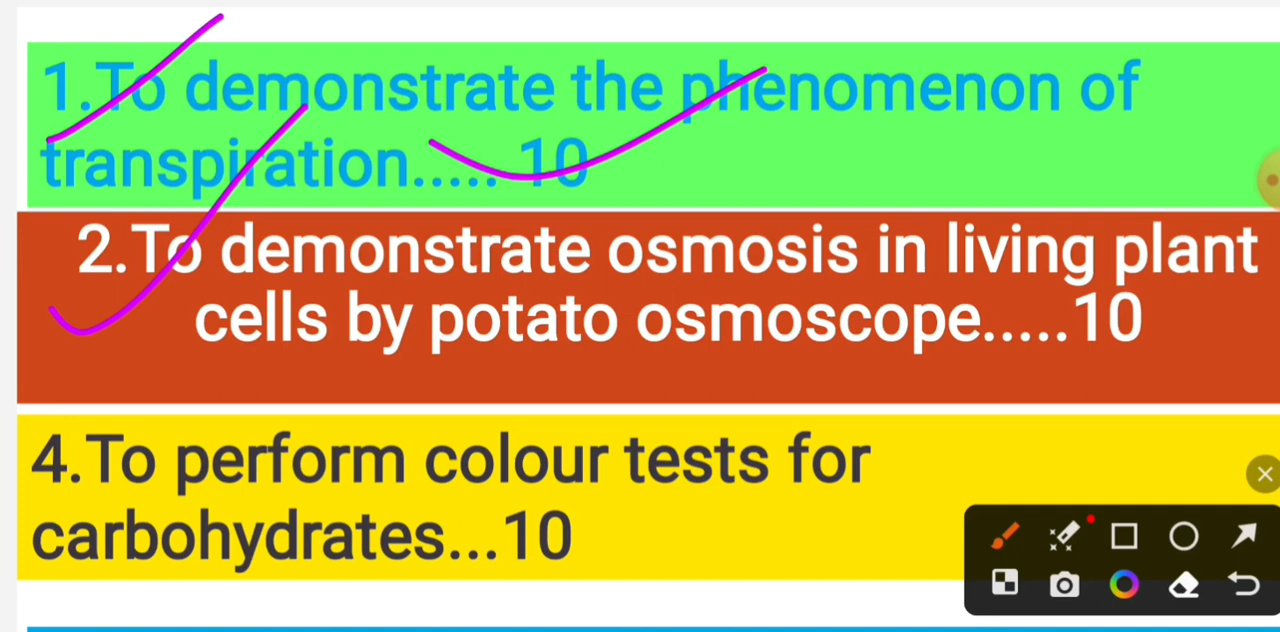 1.To demonstrate the phenomenon of
transpiration..... 10
2.To demonstrate osmosis in living plant
cells by potato osmoscope.....10
4.To perform colour tests for
carbohydrates...10